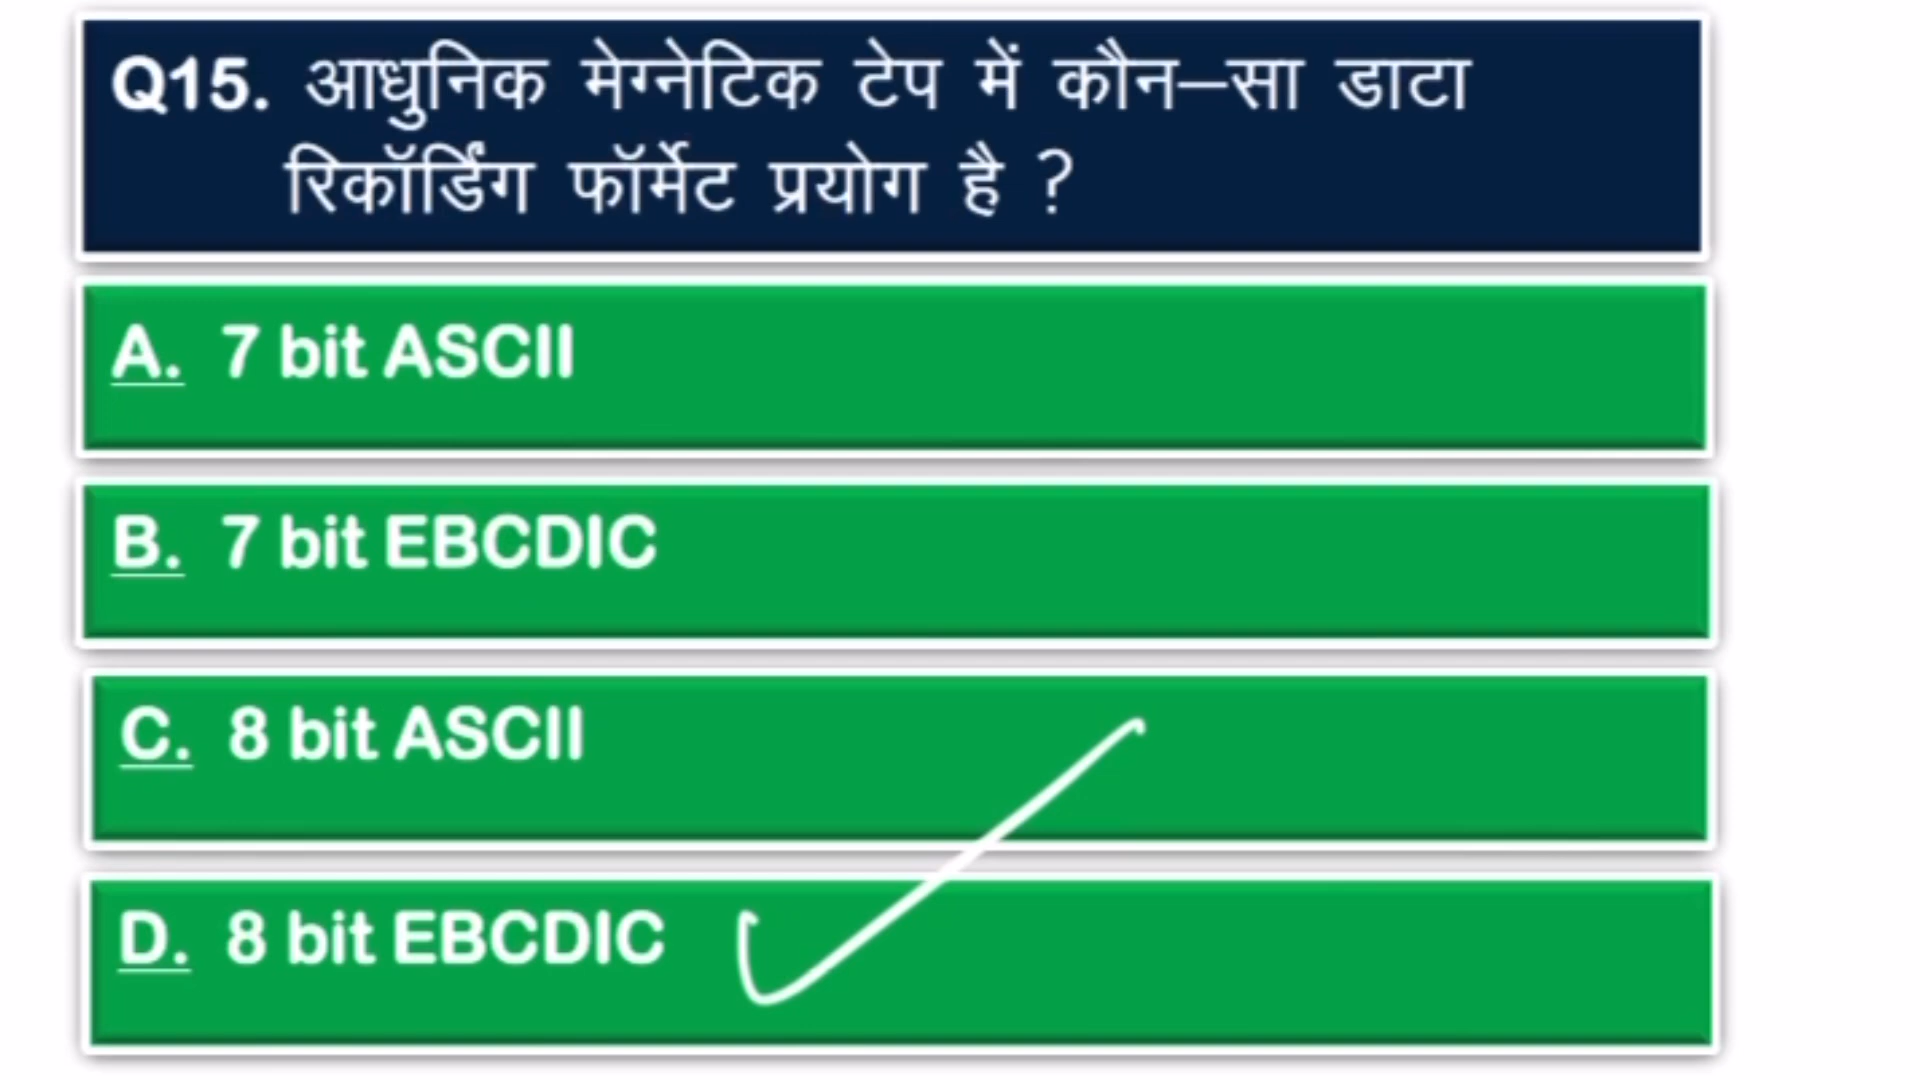 Q15. आधुनिक मेग्नेटिक टेप में कौन–सा डाटा
रिकॉर्डिंग फॉर्मेट प्रयोग है ?
A. 7 bit ASCII
B. 7 bit EBCDIC
C. 8 bit ASCII
D. 8 bit EBCDIC